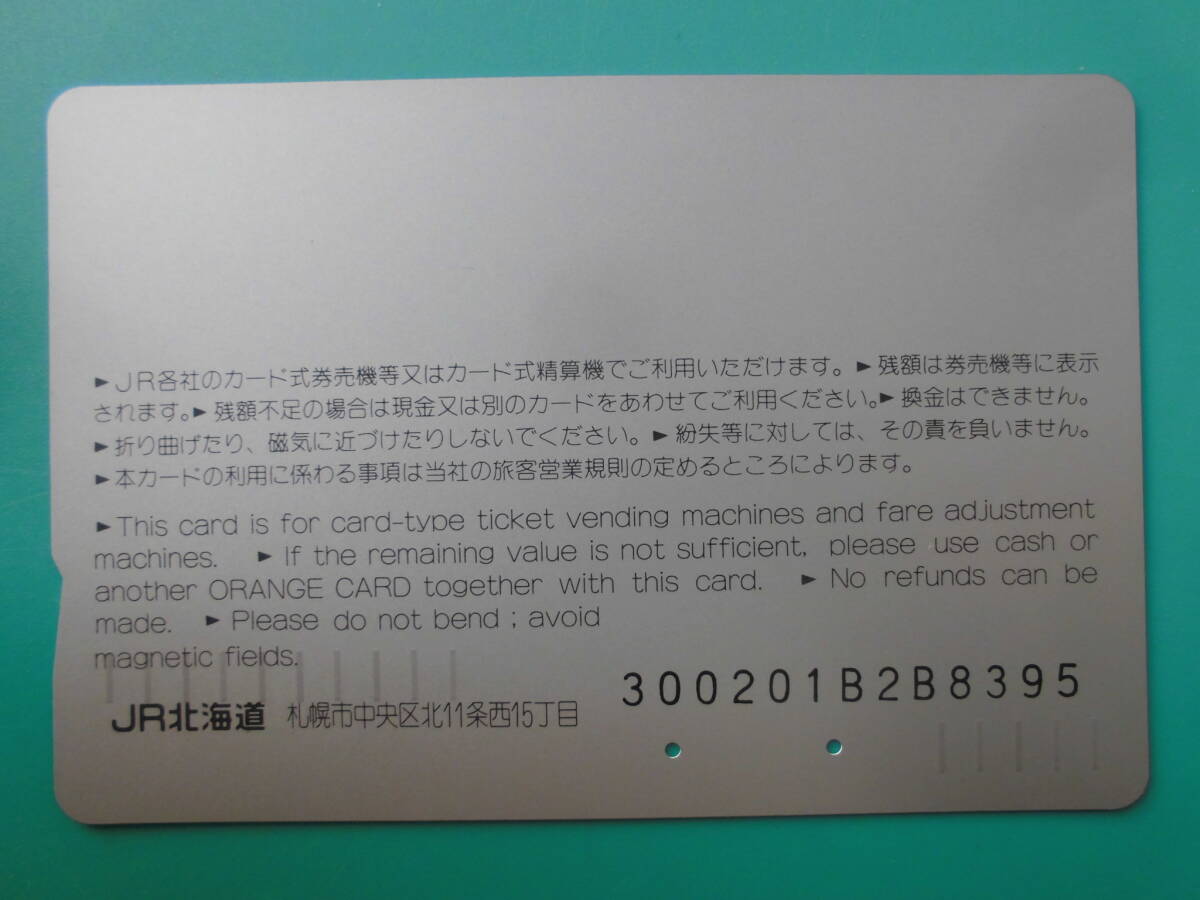 ►JR各社のカード式券売機等又はカード式精算機でご利用いただけます。►残額は券売機等に表示
されます。►残額不足の場合は現金又は別のカードをあわせてご利用ください。►換金はできません。
►折り曲げたり、磁気に近づけたりしないでください。►紛失等に対しては、その責を負いません。
►本カードの利用に係わる事項は当社の旅客営業規則の定めるところによります。
►This card is for card-type ticket vending machines and fare adjustment
machines. ►If the remaining value is not sufficient, please use cash or
another ORANGE CARD together with this card. ►No refunds can be
made. ►Please do not bend ; avoid
magnetic fields.
300201B2B8395
JR北海道 札幌市中央区北11条西15丁目